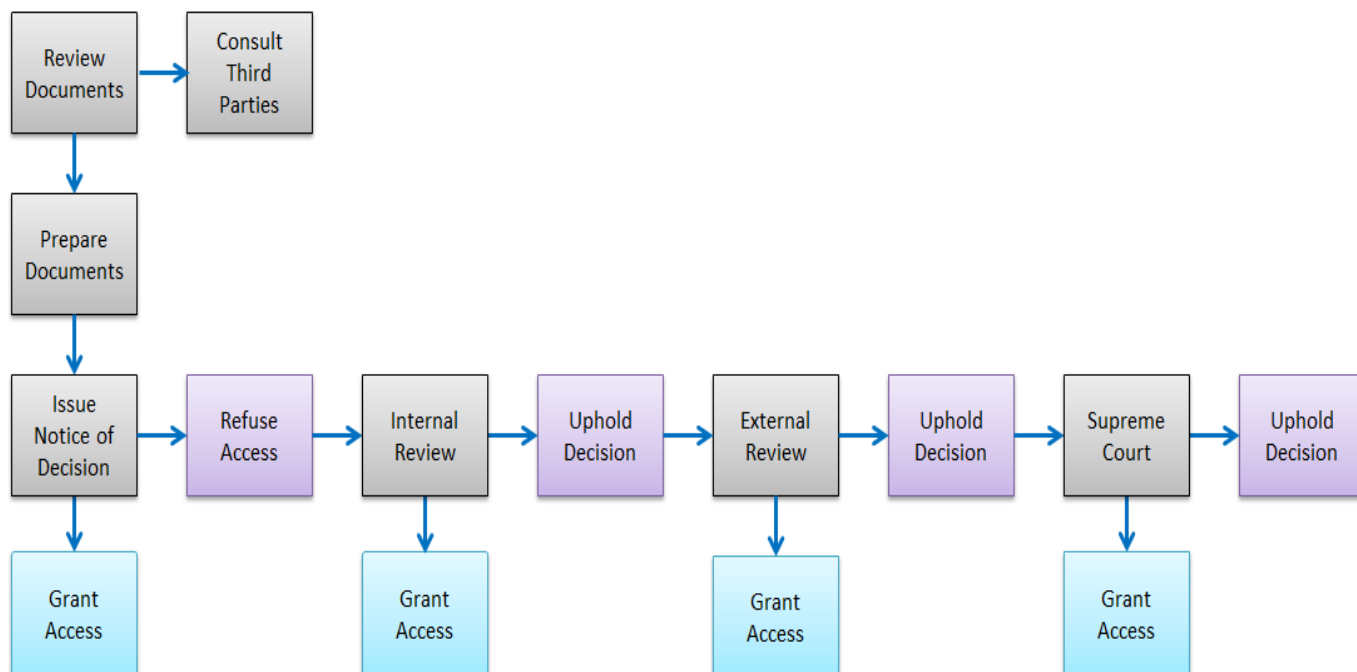 Review
Documents
Consult
Third
Parties
Prepare
Documents
Issue
Notice of
Decision
Refuse
Access
Internal
Review
Uphold
Decision
External
Review
Uphold
Decision
Supreme
Court
Uphold
Decision
Grant
Access
Grant
Access
Grant
Access
Grant
Access